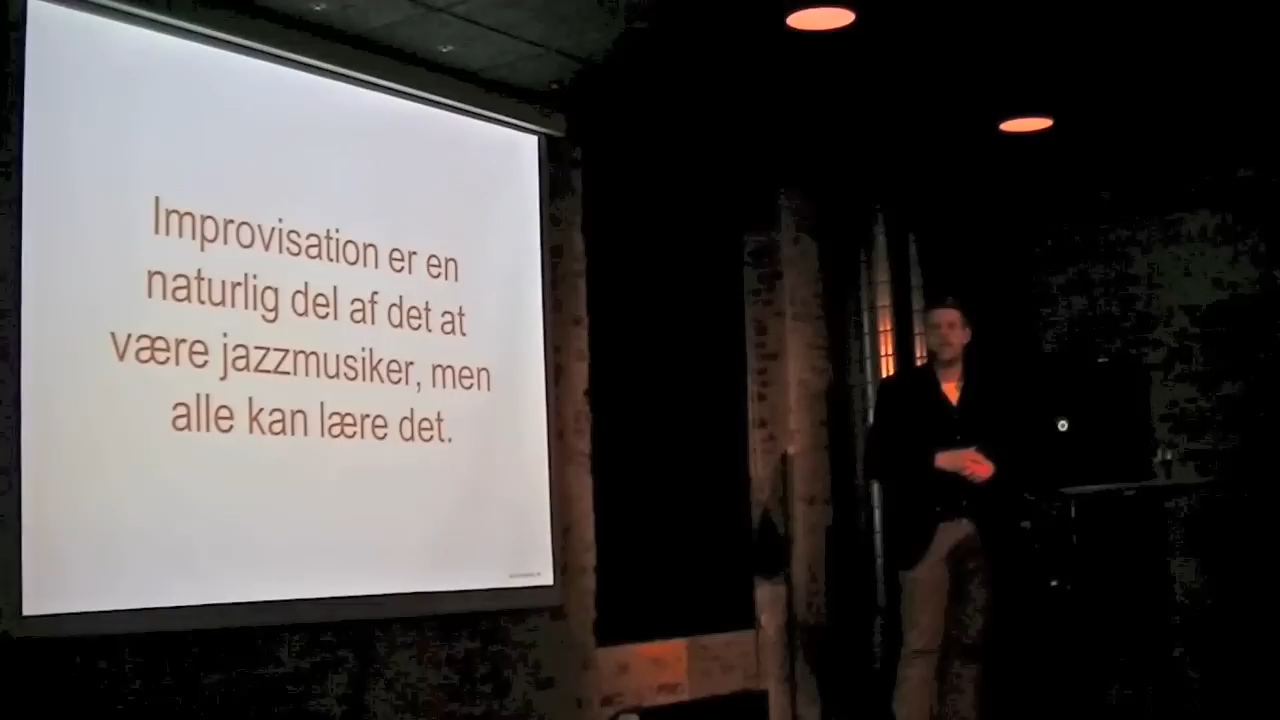 Improvisation er en
naturlig del af det at
være jazzmusiker, men
alle kan lære det.